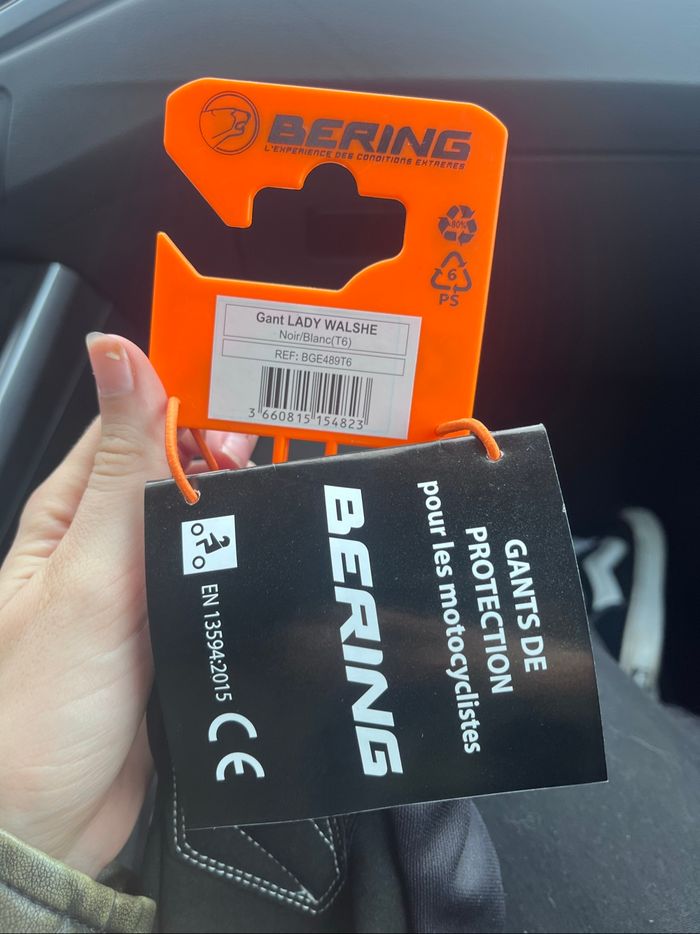 BERING
L'EXPERIENCE DES CONDITIONS EXTREMES
80%
6
PS
Gant LADY WALSHE
Noir/Blanc(T6)
REF: BGE489T6
3 660815 154823
GANTS DE
PROTECTION
pour les motocyclistes
BERING
EN 13594:2015 CE